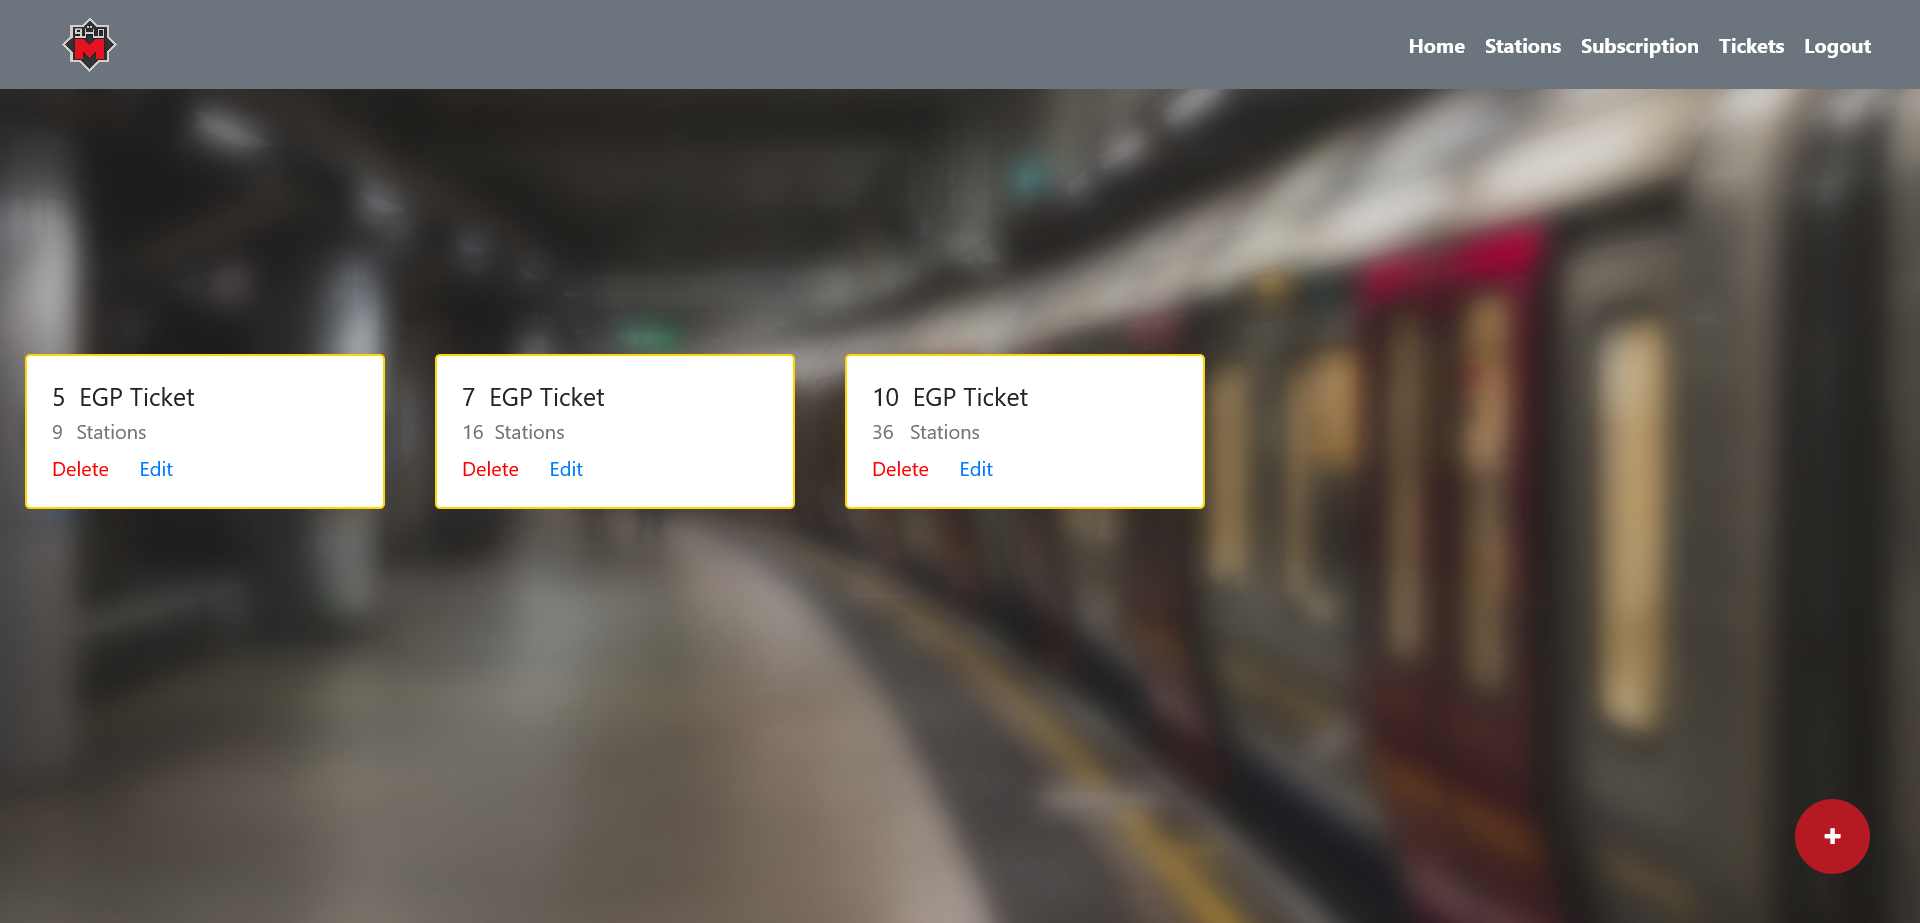 Home Stations Subscription Tickets Logout
5 EGP Ticket
9 Stations
Delete Edit
7 EGP Ticket
16 Stations
Delete Edit
10 EGP Ticket
36 Stations
Delete Edit